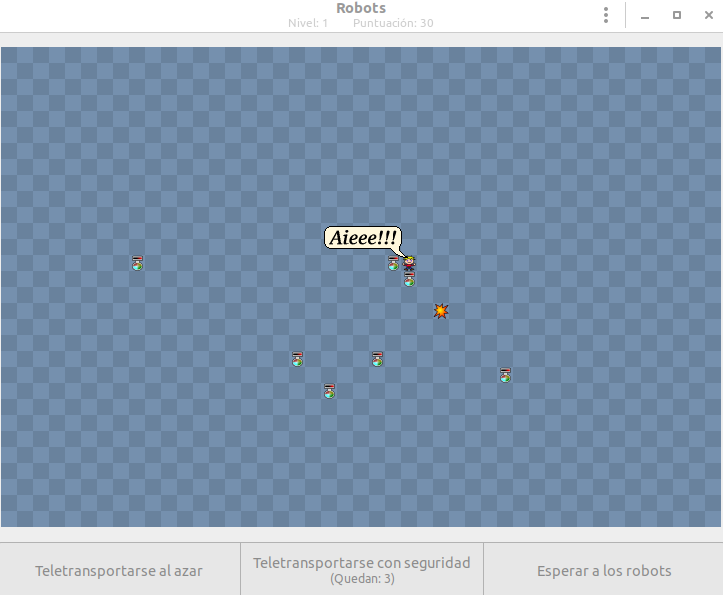 Robots
Nivel: 1 Puntuación: 30
Aieee!!!
Teletransportarse al azar
Teletransportarse con seguridad
(Quedan: 3)
Esperar a los robots